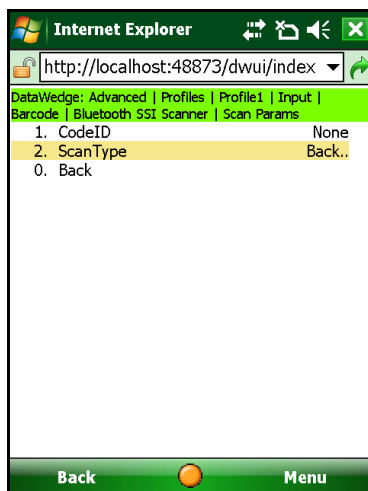 Internet Explorer
http://localhost:48873/dwui/index
DataWedge: Advanced | Profiles | Profile1 | Input |
Barcode | Bluetooth SSI Scanner | Scan Params
1. CodeID None
2. ScanType Back..
0. Back
Back Menu